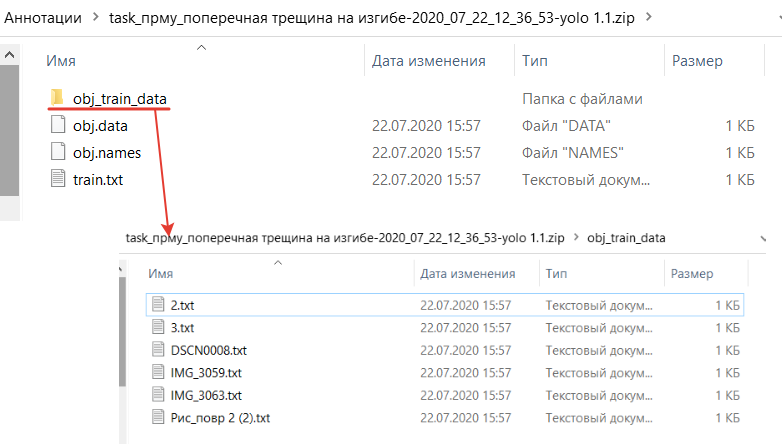 Аннотации > task_прму_поперечная трещина на изгибе-2020_07_22_12_36_53-yolo 1.1.zip >
Имя Дата изменения Тип Размер
obj_train_data Папка с файлами
obj.data 22.07.2020 15:57 Файл "DATA" 1 КБ
obj.names 22.07.2020 15:57 Файл "NAMES" 1 КБ
train.txt 22.07.2020 15:57 Текстовый докум... 1 КБ
task_прму_поперечная трещина на изгибе-2020_07_22_12_36_53-yolo 1.1.zip > obj_train_data
Имя Дата изменения Тип Размер
2.txt 22.07.2020 15:57 Текстовый докум... 1 КБ
3.txt 22.07.2020 15:57 Текстовый докум... 1 КБ
DSCN0008.txt 22.07.2020 15:57 Текстовый докум... 1 КБ
IMG_3059.txt 22.07.2020 15:57 Текстовый докум... 1 КБ
IMG_3063.txt 22.07.2020 15:57 Текстовый докум... 1 КБ
Рис_повр 2 (2).txt 22.07.2020 15:57 Текстовый докум... 1 КБ